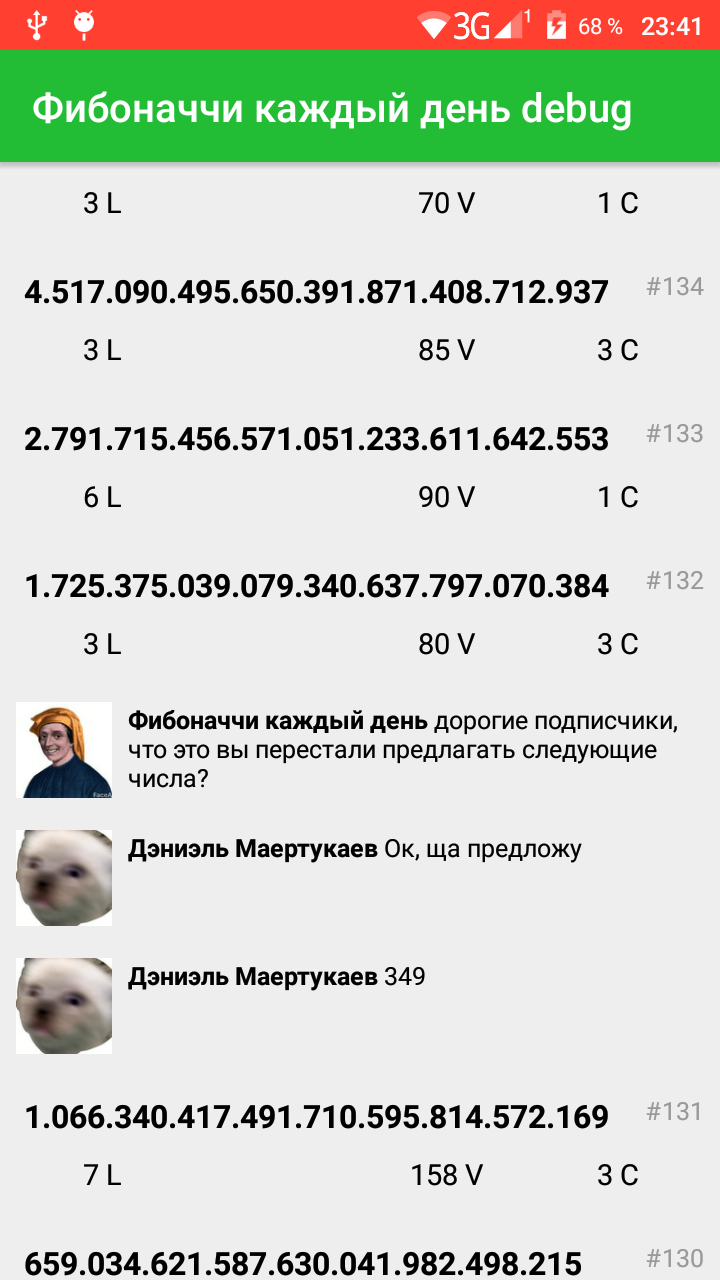 3G 1 68 % 23:41
Фибоначчи каждый день debug
3 L 70 V 1 C
4.517.090.495.650.391.871.408.712.937 #134
3 L 85 V 3 C
2.791.715.456.571.051.233.611.642.553 #133
6 L 90 V 1 C
1.725.375.039.079.340.637.797.070.384 #132
3 L 80 V 3 C
Фибоначчи каждый день дорогие подписчики,
что это вы перестали предлагать следующие
числа?
Дэниэль Маертукаев Ок, ща предложу
Дэниэль Маертукаев 349
1.066.340.417.491.710.595.814.572.169 #131
7 L 158 V 3 C
659.034.621.587.630.041.982.498.215 #130